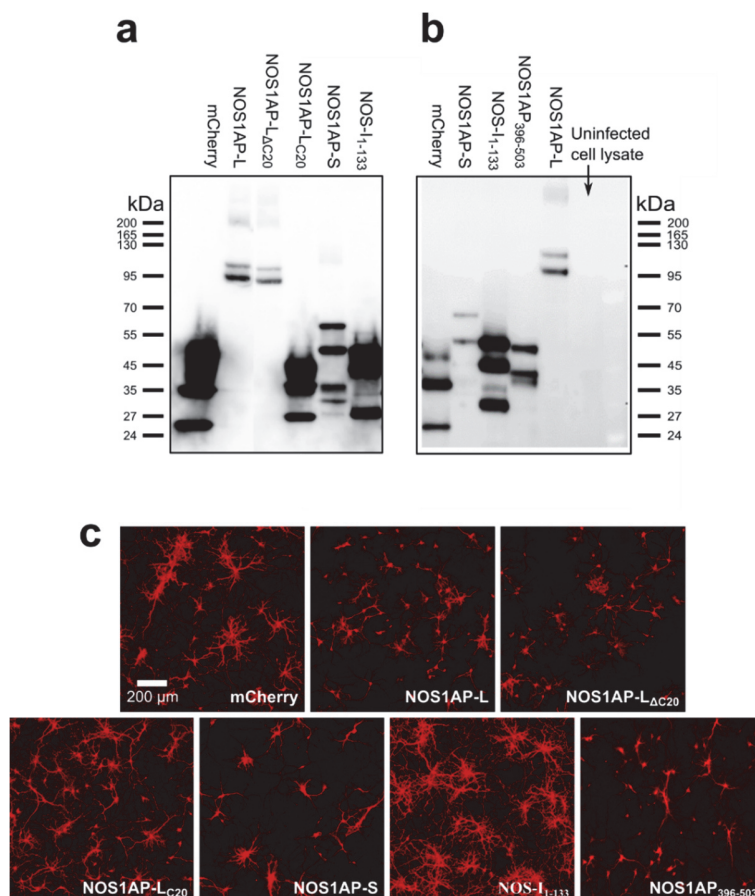 a
b
mCherry
NOS1AP-L
NOS1AP-LΔC20
NOS1AP-LC20
NOS1AP-S
NOS-I1-133
mCherry
NOS1AP-S
NOS-I1-133
NOS1AP396-503
NOS1AP-L
Uninfected
cell lysate
kDa
200
165
130
95
70
55
45
35
27
24
kDa
200
165
130
95
70
55
45
35
27
24
c
200 µm
mCherry
NOS1AP-L
NOS1AP-LΔC20
NOS1AP-LC20
NOS1AP-S
NOS-I1-133
NOS1AP396-503